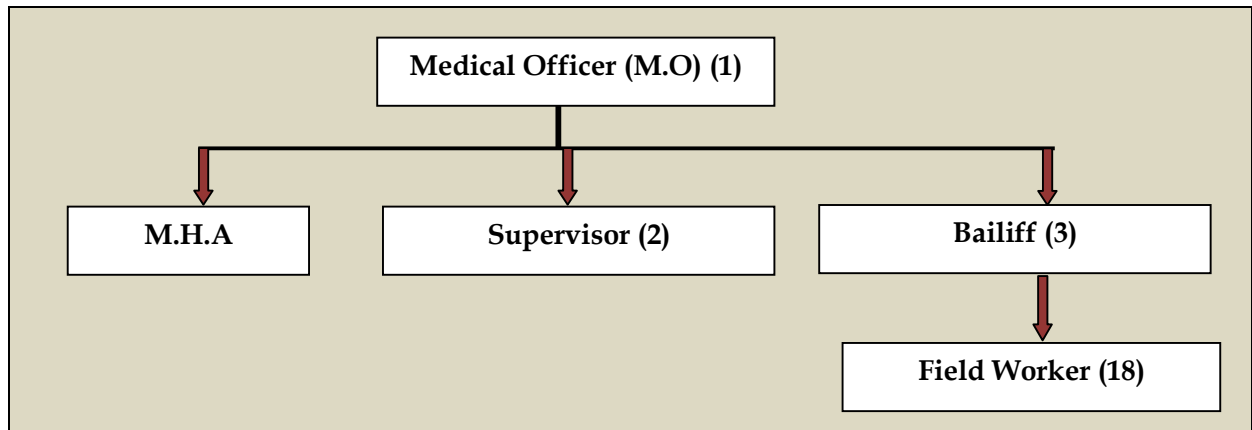 Medical Officer (M.O) (1)
M.H.A
Supervisor (2)
Bailiff (3)
Field Worker (18)